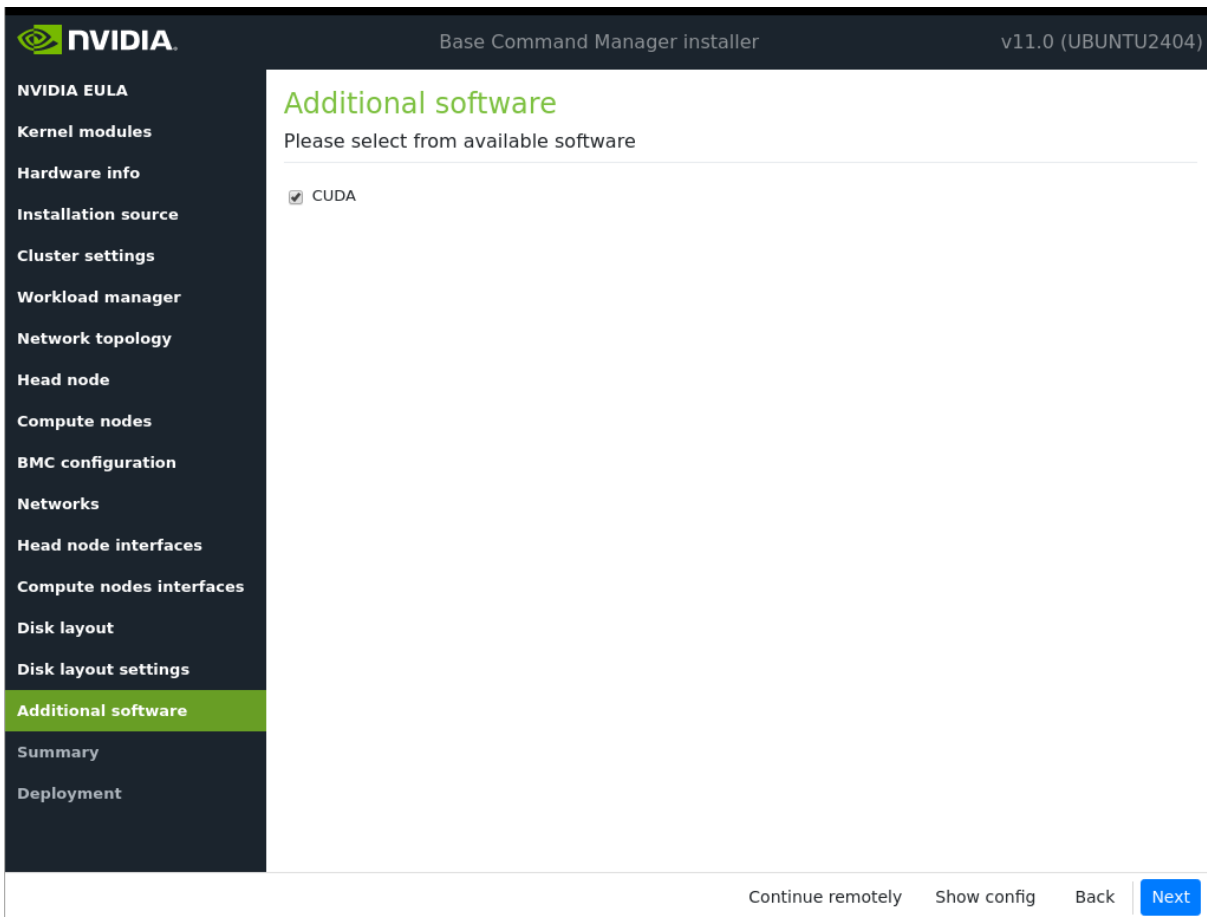 NVIDIA.
Base Command Manager installer
v11.0 (UBUNTU2404)
NVIDIA EULA
Kernel modules
Hardware info
Installation source
Cluster settings
Workload manager
Network topology
Head node
Compute nodes
BMC configuration
Networks
Head node interfaces
Compute nodes interfaces
Disk layout
Disk layout settings
Additional software
Summary
Deployment
Additional software
Please select from available software
CUDA
Continue remotely
Show config
Back
Next